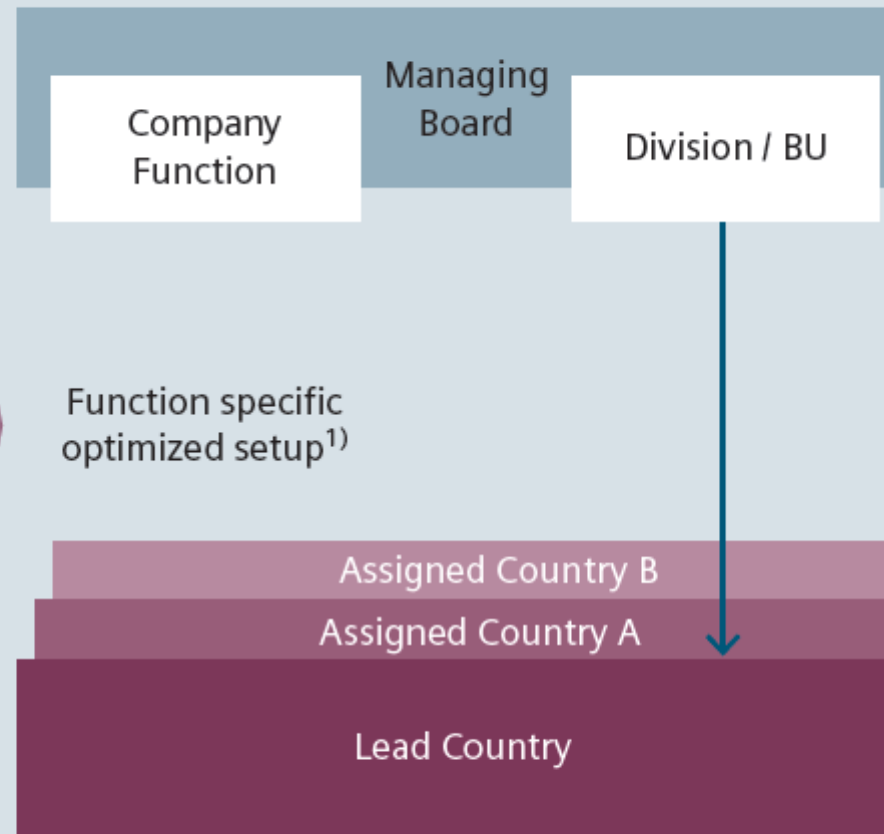 Managing
Board
Company
Function
Division / BU
Function specific
optimized setup¹⁾
Assigned Country B
Assigned Country A
Lead Country